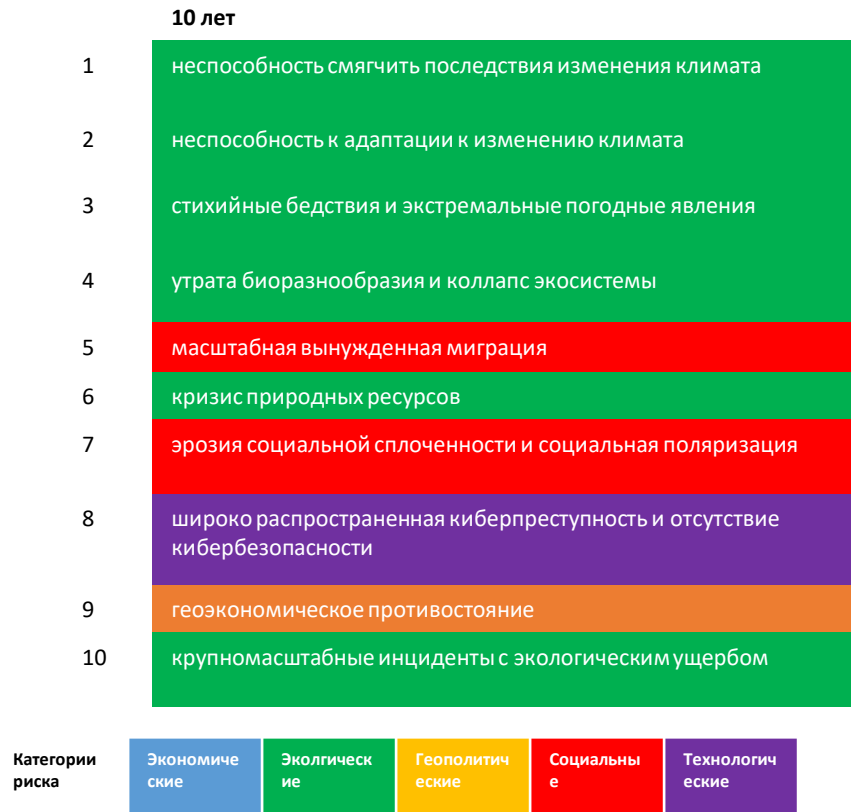 10 лет
1 неспособность смягчить последствия изменения климата
2 неспособность к адаптации к изменению климата
3 стихийные бедствия и экстремальные погодные явления
4 утрата биоразнообразия и коллапс экосистемы
5 масштабная вынужденная миграция
6 кризис природных ресурсов
7 эрозия социальной сплоченности и социальная поляризация
8 широко распространенная киберпреступность и отсутствие
кибербезопасности
9 геоэкономическое противостояние
10 крупномасштабные инциденты с экологическим ущербом
Категории
риска
Экономиче
ские
Эколгическ
ие
Геополитич
еские
Социальны
е
Технологич
еские